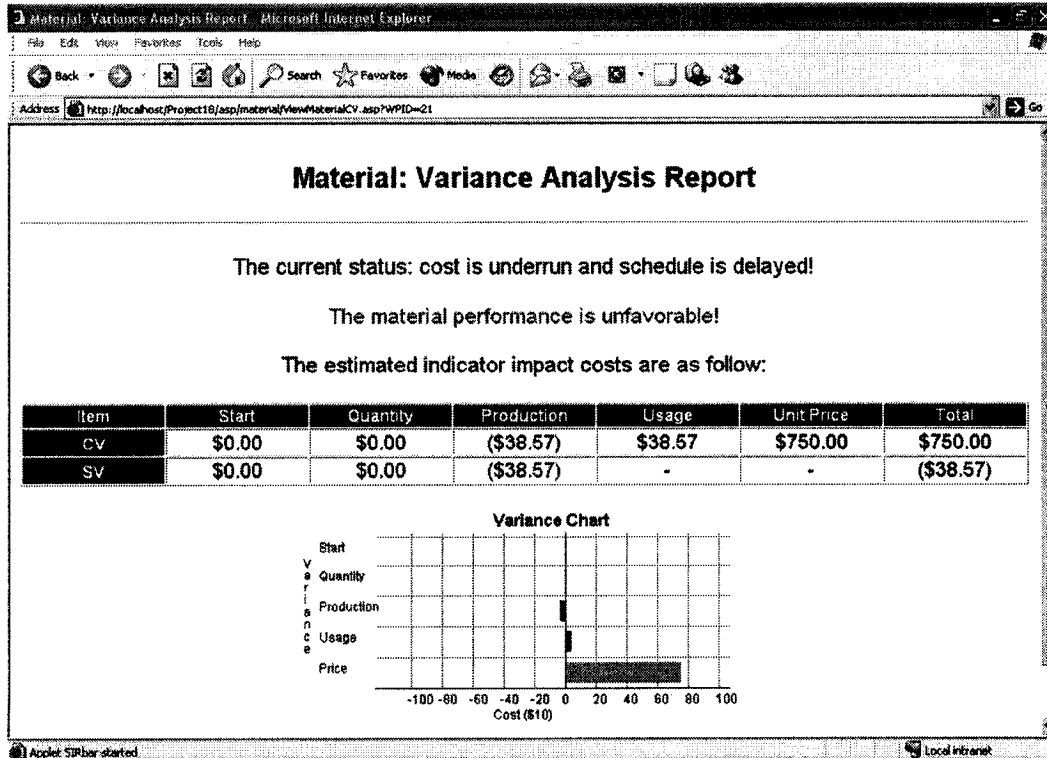 Material: Variance Analysis Report - Microsoft Internet Explorer
File Edit View Favorites Tools Help
Back Search Favorites Media
Address http://localhost/Project18/asp/material/ViewMaterialCV.asp?WPID=21 Go
Material: Variance Analysis Report
The current status: cost is underrun and schedule is delayed!
The material performance is unfavorable!
The estimated indicator impact costs are as follow:
Item Start Quantity Production Usage Unit Price Total
CV $0.00 $0.00 ($38.57) $38.57 $750.00 $750.00
SV $0.00 $0.00 ($38.57) - - ($38.57)
Variance Chart
Variance
Start
Quantity
Production
Usage
Price
-100 -80 -60 -40 -20 0 20 40 60 80 100
Cost ($10)
Applet SIRbar started Local intranet